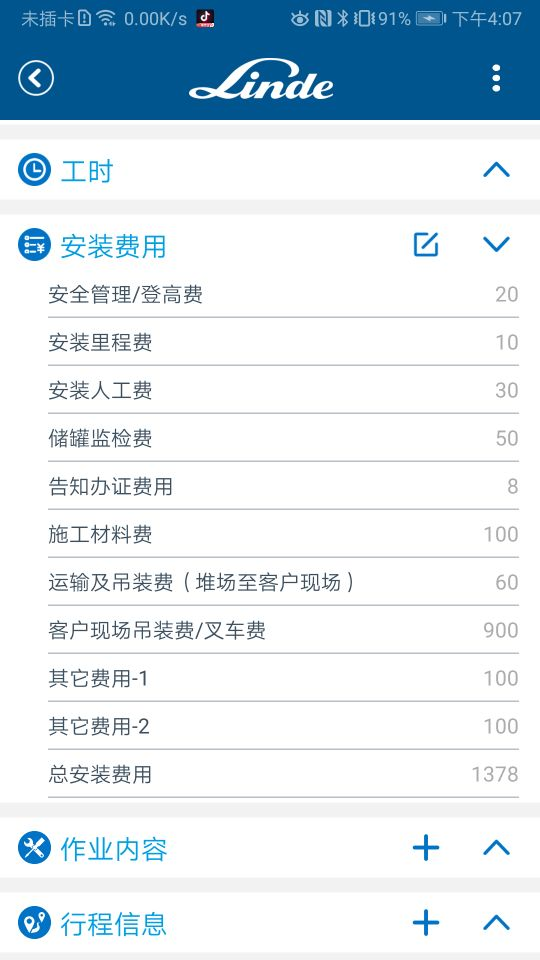 未插卡 0.00K/s 91% 下午4:07
Linde
工时
安装费用
安全管理/登高费 20
安装里程费 10
安装人工费 30
储罐监检费 50
告知办证费用 8
施工材料费 100
运输及吊装费（堆场至客户现场） 60
客户现场吊装费/叉车费 900
其它费用-1 100
其它费用-2 100
总安装费用 1378
作业内容
行程信息